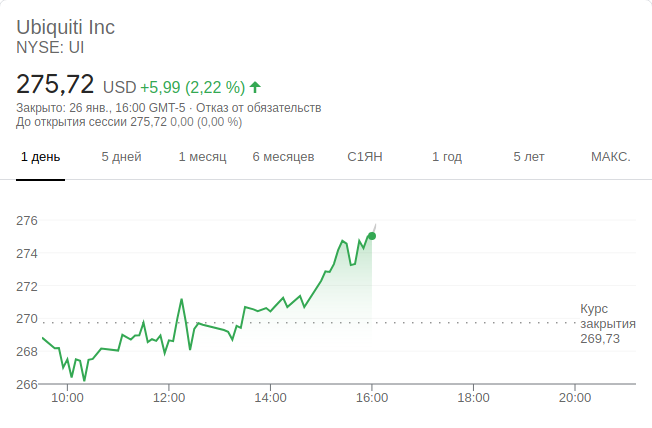 Ubiquiti Inc
NYSE: UI
275,72 USD +5,99 (2,22 %)
Закрыто: 26 янв., 16:00 GMT-5 · Отказ от обязательств
До открытия сессии 275,72 0,00 (0,00 %)
1 день 5 дней 1 месяц 6 месяцев С1ЯН 1 год 5 лет МАКС.
276
274
272
270
268
266
Курс
закрытия
269,73
10:00 12:00 14:00 16:00 18:00 20:00